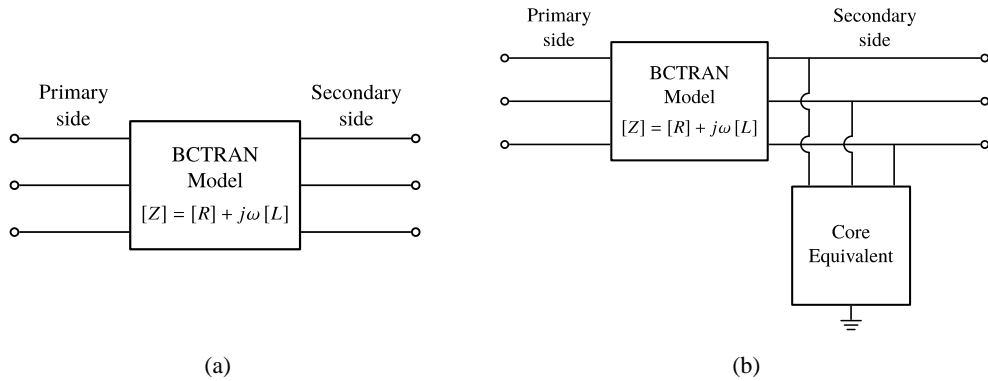 Primary
side
Secondary
side
BCTRAN
Model
[Z] = [R] + jω [L]
(a)
Primary
side
Secondary
side
BCTRAN
Model
[Z] = [R] + jω [L]
Core
Equivalent
(b)